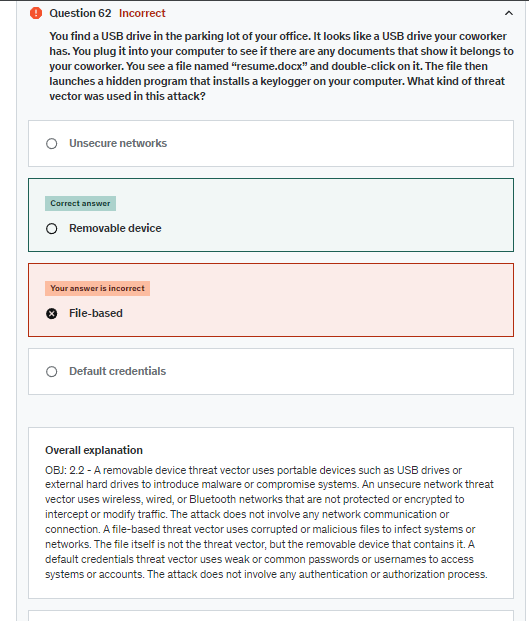 Question 62 Incorrect
You find a USB drive in the parking lot of your office. It looks like a USB drive your coworker
has. You plug it into your computer to see if there are any documents that show it belongs to
your coworker. You see a file named “resume.docx” and double-click on it. The file then
launches a hidden program that installs a keylogger on your computer. What kind of threat
vector was used in this attack?
Unsecure networks
Correct answer
Removable device
Your answer is incorrect
File-based
Default credentials
Overall explanation
OBJ: 2.2 - A removable device threat vector uses portable devices such as USB drives or
external hard drives to introduce malware or compromise systems. An unsecure network threat
vector uses wireless, wired, or Bluetooth networks that are not protected or encrypted to
intercept or modify traffic. The attack does not involve any network communication or
connection. A file-based threat vector uses corrupted or malicious files to infect systems or
networks. The file itself is not the threat vector, but the removable device that contains it. A
default credentials threat vector uses weak or common passwords or usernames to access
systems or accounts. The attack does not involve any authentication or authorization process.